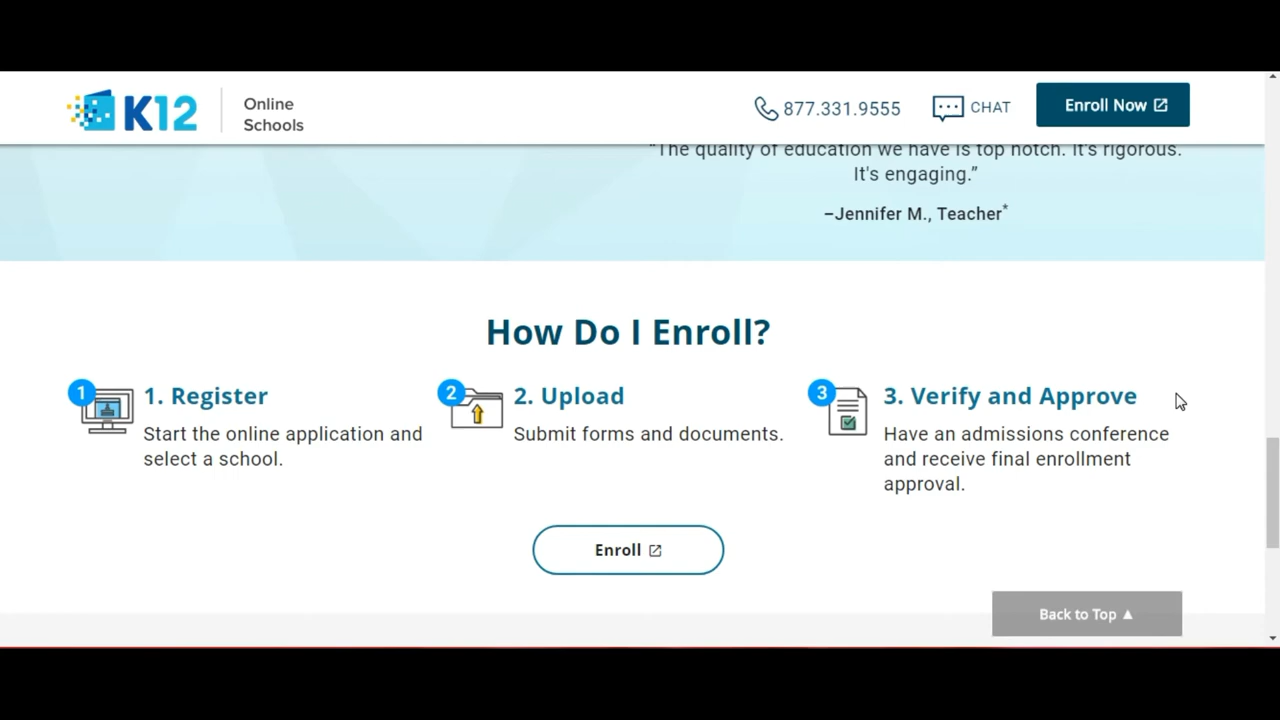 K12
Online
Schools
877.331.9555
CHAT
Enroll Now
“The quality of education we have is top notch. It's rigorous.
It's engaging.”
–Jennifer M., Teacher*
How Do I Enroll?
1
1. Register
Start the online application and
select a school.
2
2. Upload
Submit forms and documents.
3
3. Verify and Approve
Have an admissions conference
and receive final enrollment
approval.
Enroll
Back to Top ▲